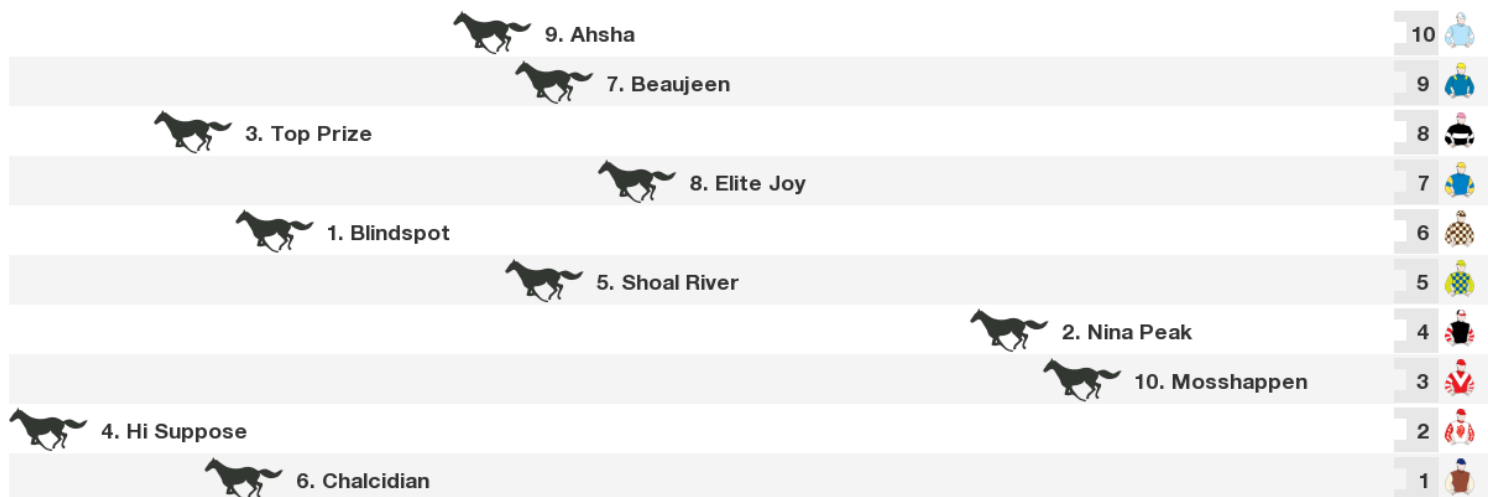 9. Ahsha 10
7. Beaujeen 9
3. Top Prize 8
8. Elite Joy 7
1. Blindspot 6
5. Shoal River 5
2. Nina Peak 4
10. Mosshappen 3
4. Hi Suppose 2
6. Chalcidian 1